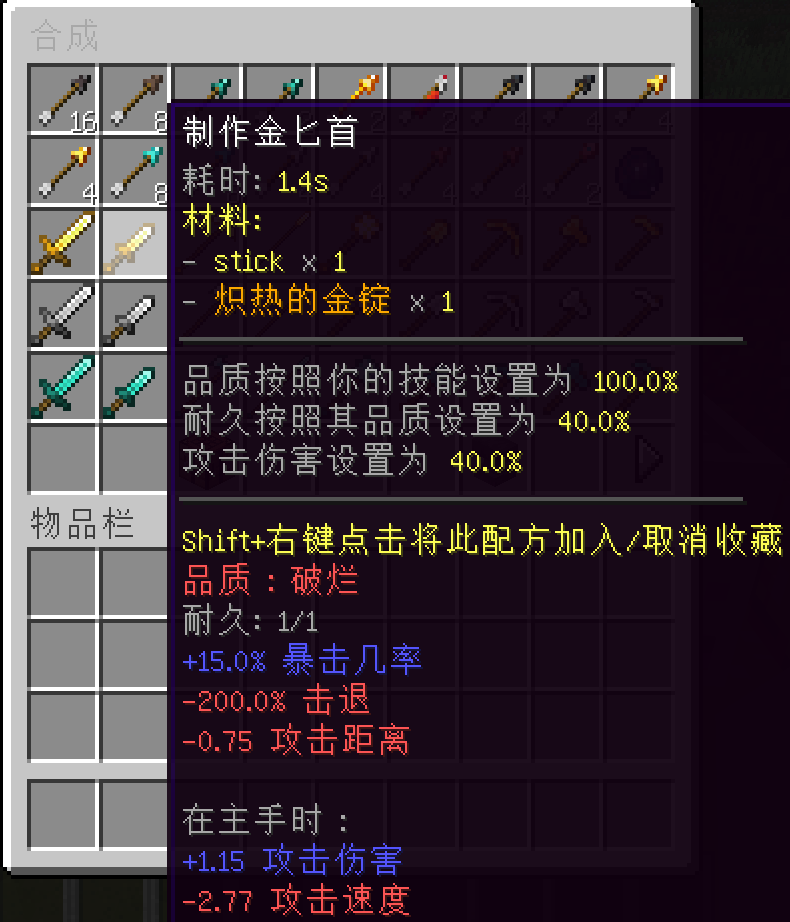 合成
16
8
制作金匕首
耗时: 1.4s
材料:
- stick x 1
- 炽热的金锭 x 1
4
8
品质按照你的技能设置为 100.0%
耐久按照其品质设置为 40.0%
攻击伤害设置为 40.0%
物品栏
Shift+右键点击将此配方加入/取消收藏
品质：破烂
耐久: 1/1
+15.0% 暴击几率
-200.0% 击退
-0.75 攻击距离
在主手时：
+1.15 攻击伤害
-2.77 攻击速度